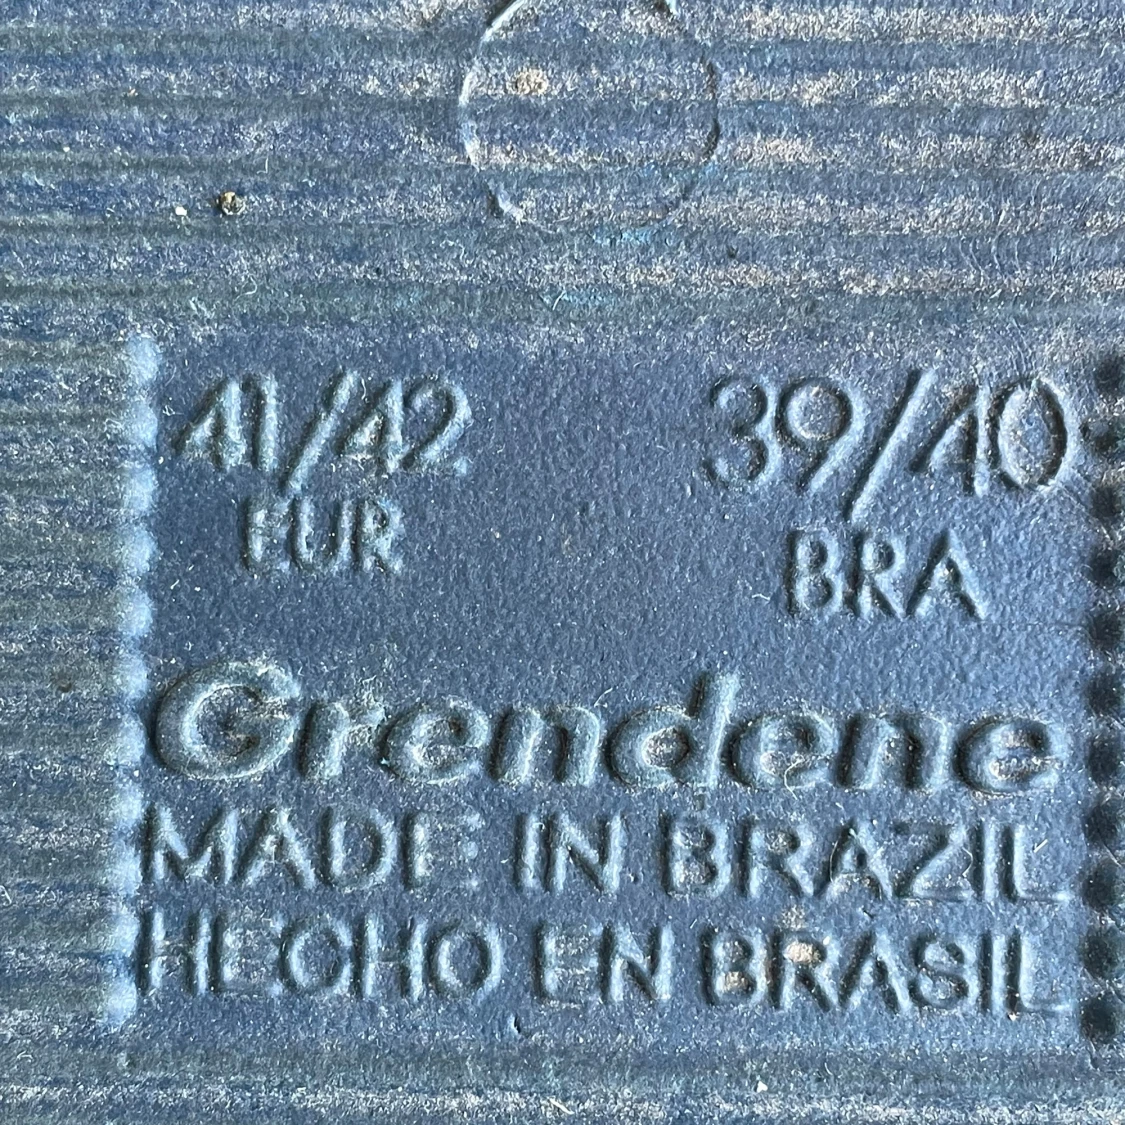 41/42 39/40
EUR BRA
Grendene
MADE IN BRAZIL
HECHO EN BRASIL